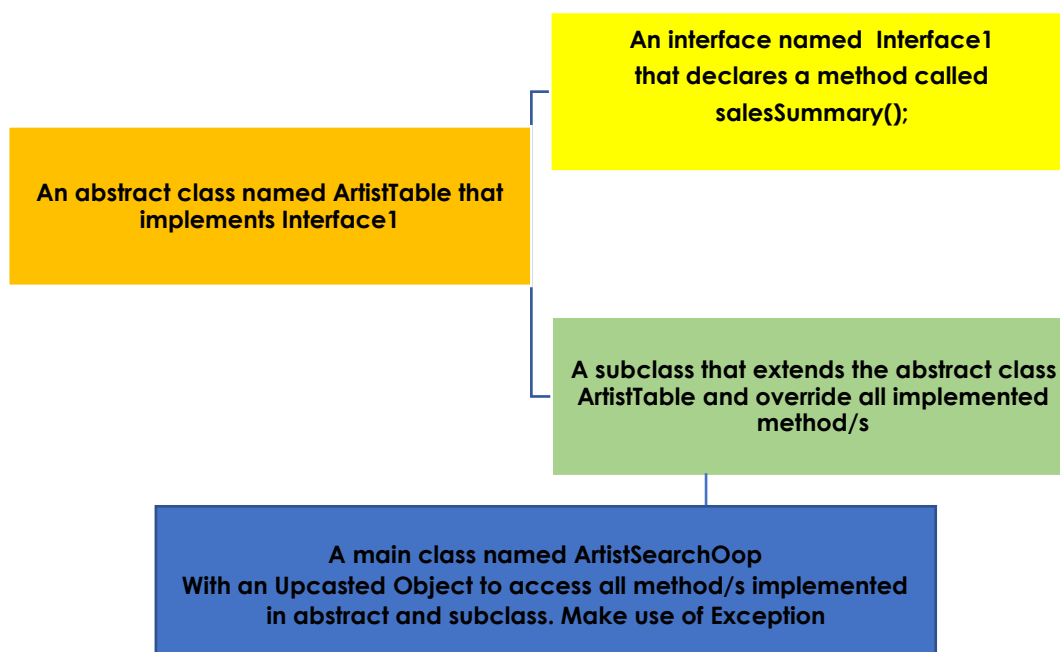 An interface named Interface1
that declares a method called
salesSummary();
An abstract class named ArtistTable that
implements Interface1
A subclass that extends the abstract class
ArtistTable and override all implemented
method/s
A main class named ArtistSearchOop
With an Upcasted Object to access all method/s implemented
in abstract and subclass. Make use of Exception